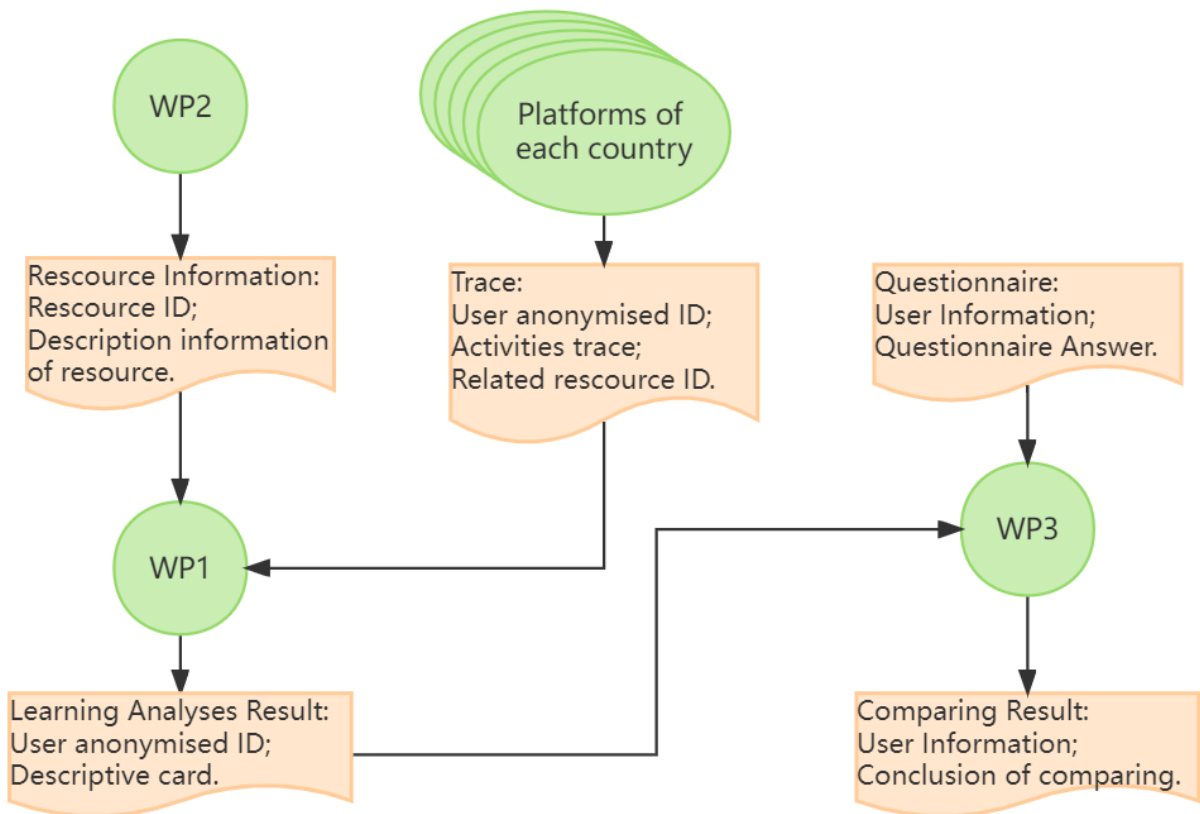 WP2
Platforms of
each country
Rescource Information:
Rescource ID;
Description information
of resource.
Trace:
User anonymised ID;
Activities trace;
Related rescource ID.
Questionnaire:
User Information;
Questionnaire Answer.
WP1
WP3
Learning Analyses Result:
User anonymised ID;
Descriptive card.
Comparing Result:
User Information;
Conclusion of comparing.